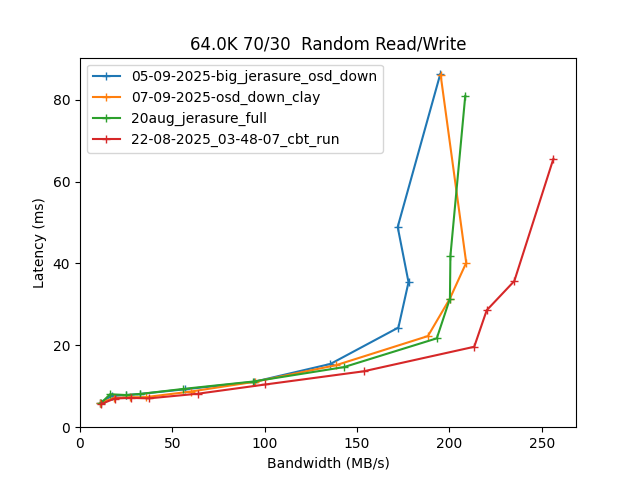 64.0K 70/30  Random Read/Write
05-09-2025-big_jerasure_osd_down
07-09-2025-osd_down_clay
20aug_jerasure_full
22-08-2025_03-48-07_cbt_run
Latency (ms)
80
60
40
20
0
0 50 100 150 200 250
Bandwidth (MB/s)